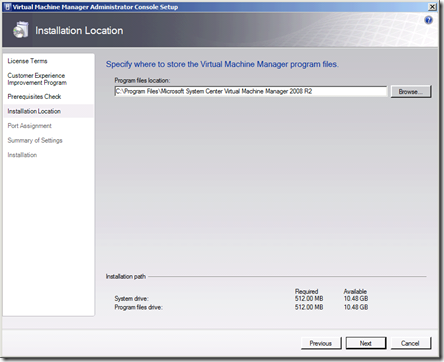 Virtual Machine Manager Administrator Console Setup
Installation Location
License Terms
Customer Experience
Improvement Program
Prerequisites Check
Installation Location
Port Assignment
Summary of Settings
Installation
Specify where to store the Virtual Machine Manager program files.
Program files location:
C:\Program Files\Microsoft System Center Virtual Machine Manager 2008 R2
Browse...
Installation path
Required Available
System drive: 512.00 MB 10.48 GB
Program files drive: 512.00 MB 10.48 GB
Previous Next Cancel